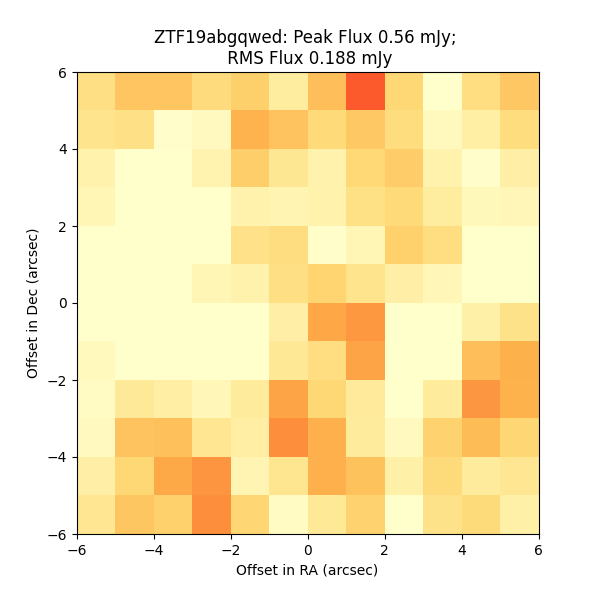 ZTF19abgqwed: Peak Flux 0.56 mJy;
RMS Flux 0.188 mJy
6
4
2
0
−2
−4
−6
Offset in Dec (arcsec)
−6 −4 −2 0 2 4 6
Offset in RA (arcsec)